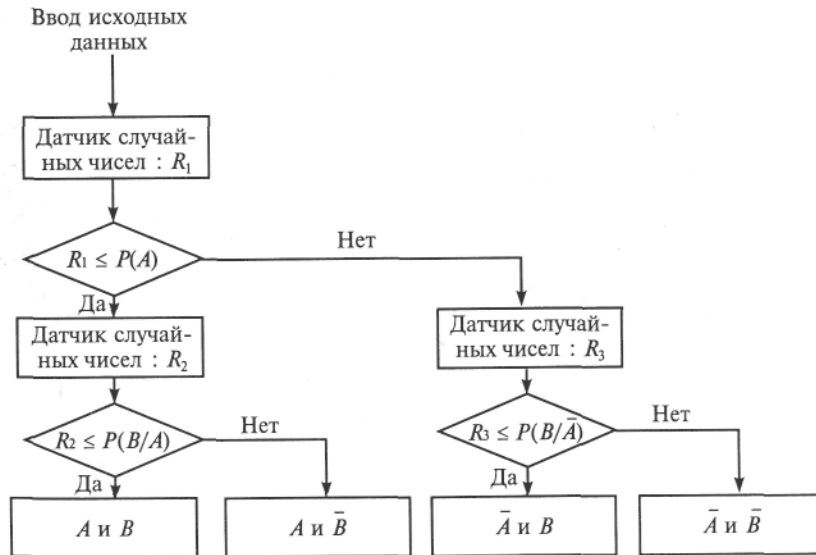 Ввод исходных
данных
Датчик случай-
ных чисел : R₁
R₁ ≤ P(A)
Нет
Да
Датчик случай-
ных чисел : R₂
Датчик случай-
ных чисел : R₃
R₂ ≤ P(B/A)
Нет
Да
R₃ ≤ P(B/Ā)
Нет
Да
A и B
A и B̄
Ā и B
Ā и B̄